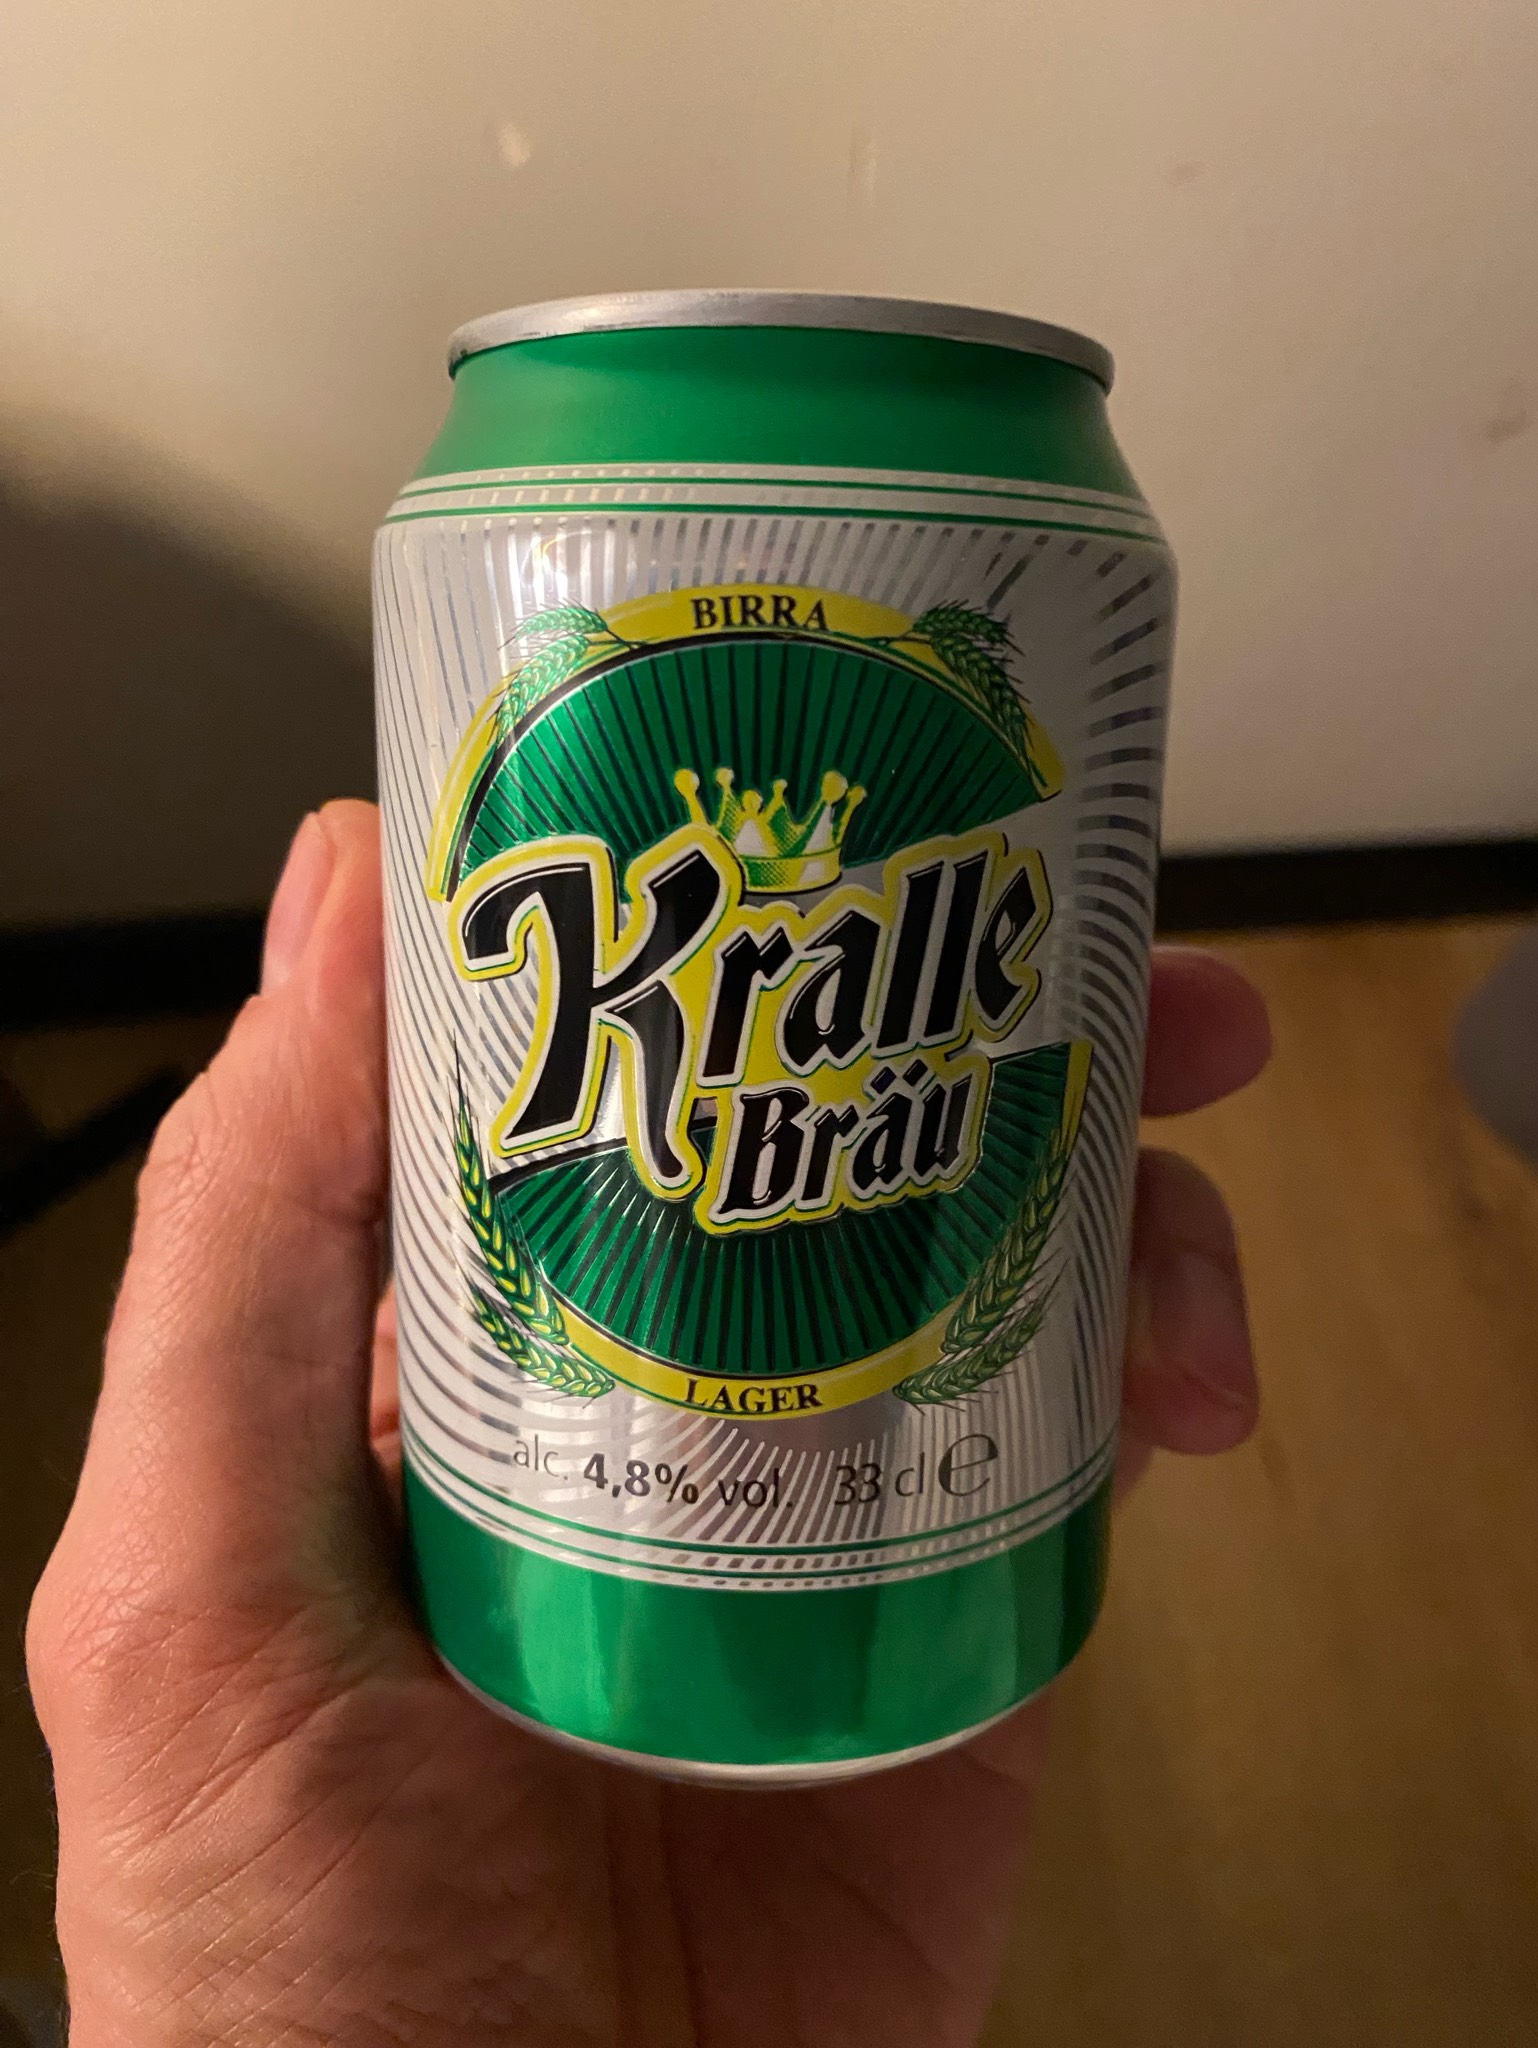 BIRRA
Kralle
Bräu
LAGER
alc. 4,8% vol. 33 cl ℮